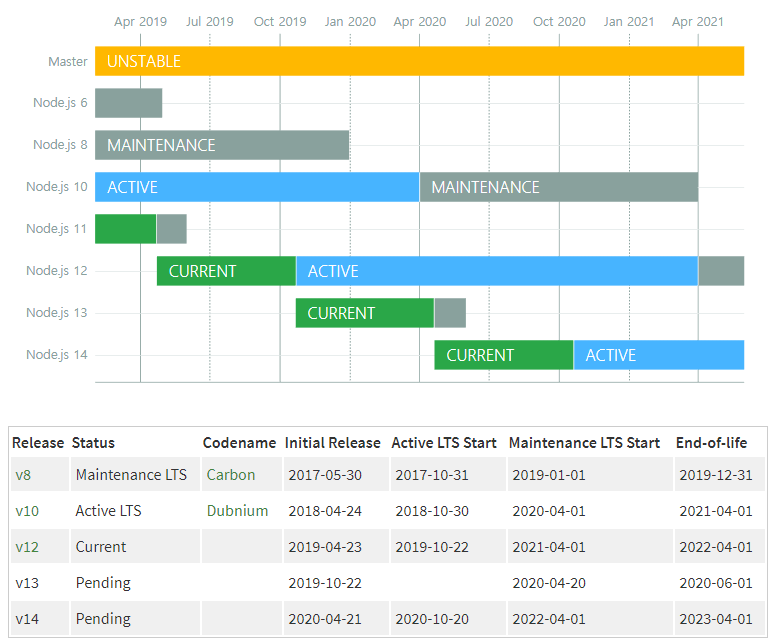 Apr 2019 Jul 2019 Oct 2019 Jan 2020 Apr 2020 Jul 2020 Oct 2020 Jan 2021 Apr 2021
Master UNSTABLE
Node.js 6
Node.js 8 MAINTENANCE
Node.js 10 ACTIVE MAINTENANCE
Node.js 11
Node.js 12 CURRENT ACTIVE
Node.js 13 CURRENT
Node.js 14 CURRENT ACTIVE
Release Status Codename Initial Release Active LTS Start Maintenance LTS Start End-of-life
v8 Maintenance LTS Carbon 2017-05-30 2017-10-31 2019-01-01 2019-12-31
v10 Active LTS Dubnium 2018-04-24 2018-10-30 2020-04-01 2021-04-01
v12 Current 2019-04-23 2019-10-22 2021-04-01 2022-04-01
v13 Pending 2019-10-22 2020-04-20 2020-06-01
v14 Pending 2020-04-21 2020-10-20 2022-04-01 2023-04-01